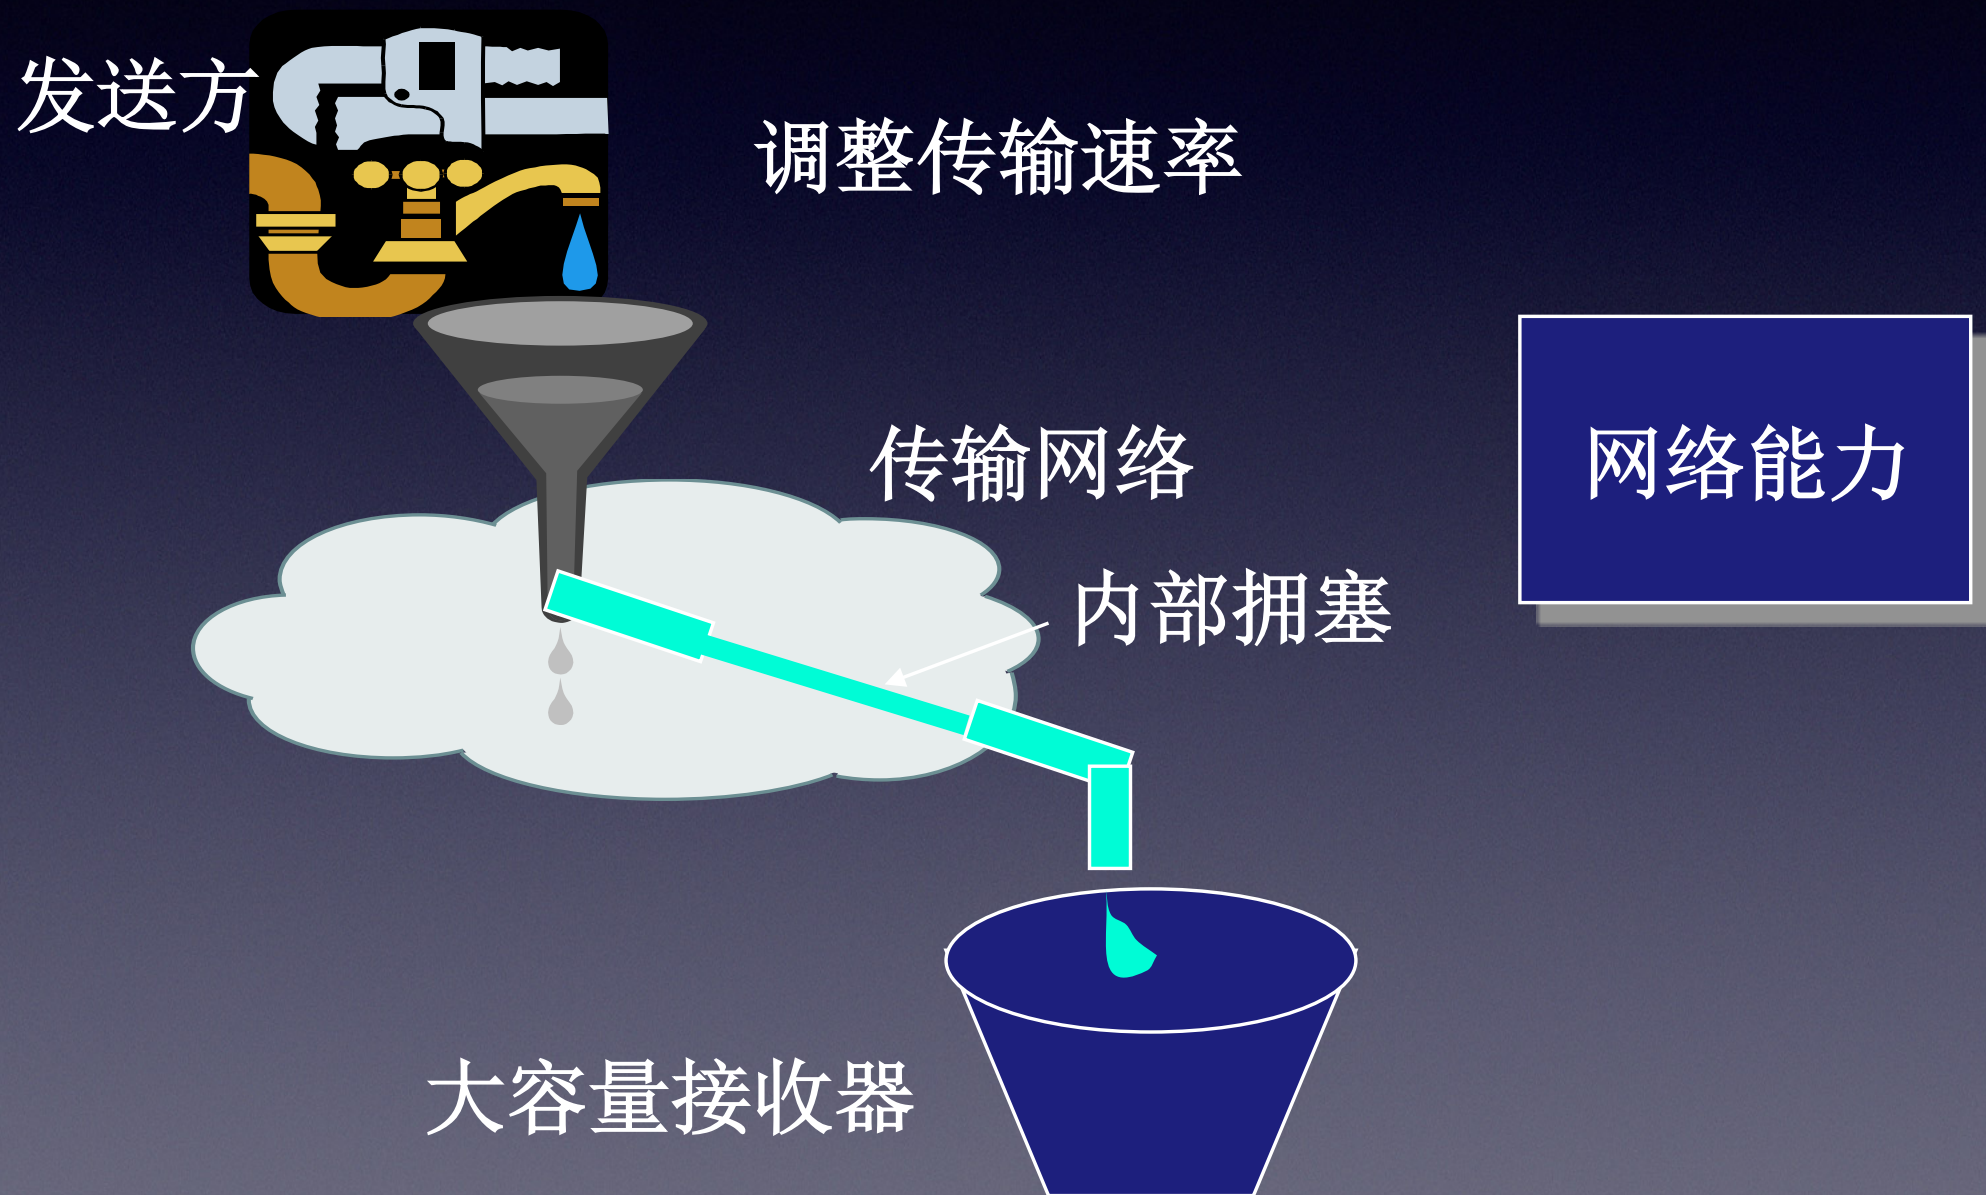 发送方
调整传输速率
传输网络
网络能力
内部拥塞
大容量接收器